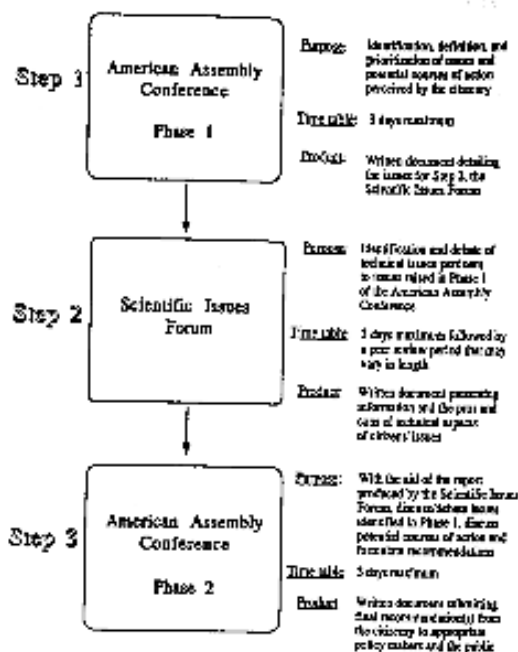 Step 1
American Assembly
Conference
Phase 1
Purpose: Identification, definition, and
prioritization of issues and
potential courses of action
perceived by the citizenry
Time table: 3 days maximum
Product: Written document detailing
the issues for Step 2, the
Scientific Issues Forum
Step 2
Scientific Issues
Forum
Purpose: Identification and debate of
technical issues pertinent
to issues raised in Phase 1
of the American Assembly
Conference
Time table: 3 days maximum followed by
a peer review period that may
vary in length
Product: Written document presenting
information and the pros and
cons of technical aspects
of citizens' issues
Step 3
American Assembly
Conference
Phase 2
Purpose: With the aid of the report
produced by the Scientific Issues
Forum, discuss/debate issues
identified in Phase 1, discuss
potential courses of action and
formulate recommendations
Time table: 3 days maximum
Product: Written document submitting
final recommendation(s) from
the citizenry to appropriate
policy makers and the public